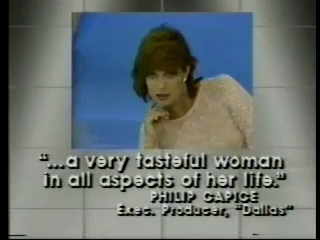 "...a very tasteful woman
in all aspects of her life."
PHILIP CAPICE
Exec. Producer, "Dallas"